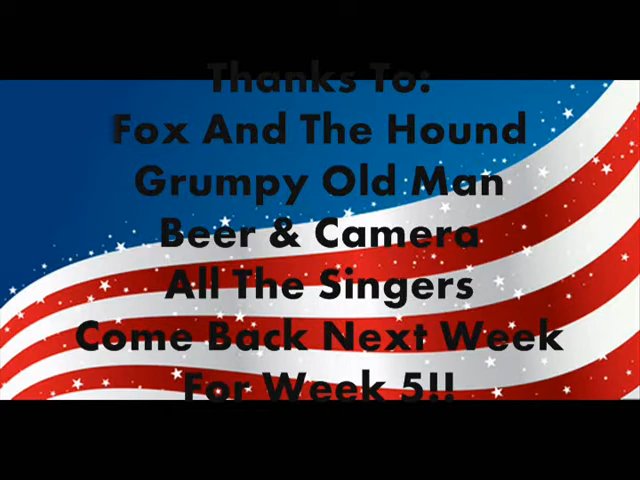 Thanks To:
Fox And The Hound
Grumpy Old Man
Beer & Camera
All The Singers
Come Back Next Week
For Week 5!!